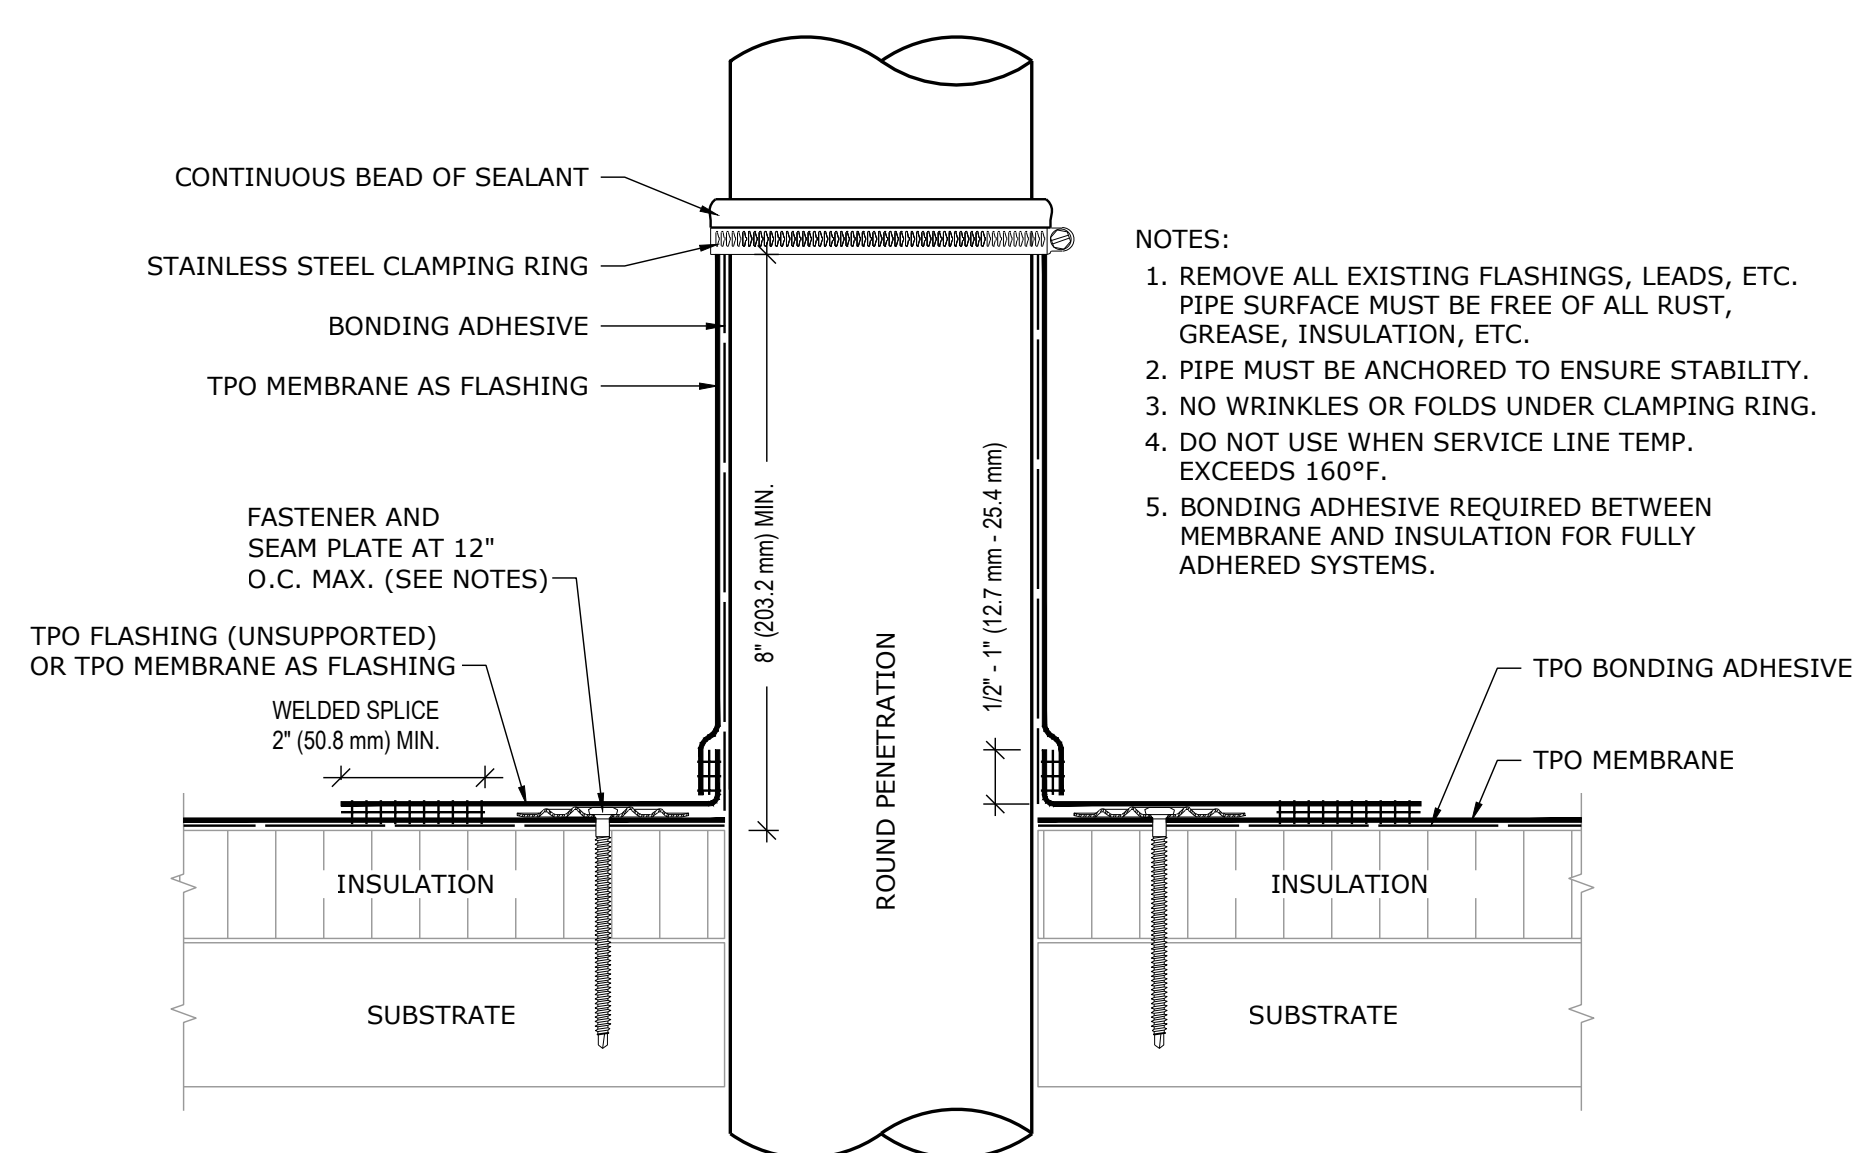 CONTINUOUS BEAD OF SEALANT
STAINLESS STEEL CLAMPING RING
BONDING ADHESIVE
TPO MEMBRANE AS FLASHING
FASTENER AND
SEAM PLATE AT 12"
O.C. MAX. (SEE NOTES)
TPO FLASHING (UNSUPPORTED)
OR TPO MEMBRANE AS FLASHING
WELDED SPLICE
2" (50.8 mm) MIN.
8" (203.2 mm) MIN.
ROUND PENETRATION
1/2" - 1" (12.7 mm - 25.4 mm)
NOTES:
1. REMOVE ALL EXISTING FLASHINGS, LEADS, ETC.
PIPE SURFACE MUST BE FREE OF ALL RUST,
GREASE, INSULATION, ETC.
2. PIPE MUST BE ANCHORED TO ENSURE STABILITY.
3. NO WRINKLES OR FOLDS UNDER CLAMPING RING.
4. DO NOT USE WHEN SERVICE LINE TEMP.
EXCEEDS 160°F.
5. BONDING ADHESIVE REQUIRED BETWEEN
MEMBRANE AND INSULATION FOR FULLY
ADHERED SYSTEMS.
TPO BONDING ADHESIVE
TPO MEMBRANE
INSULATION
INSULATION
SUBSTRATE
SUBSTRATE